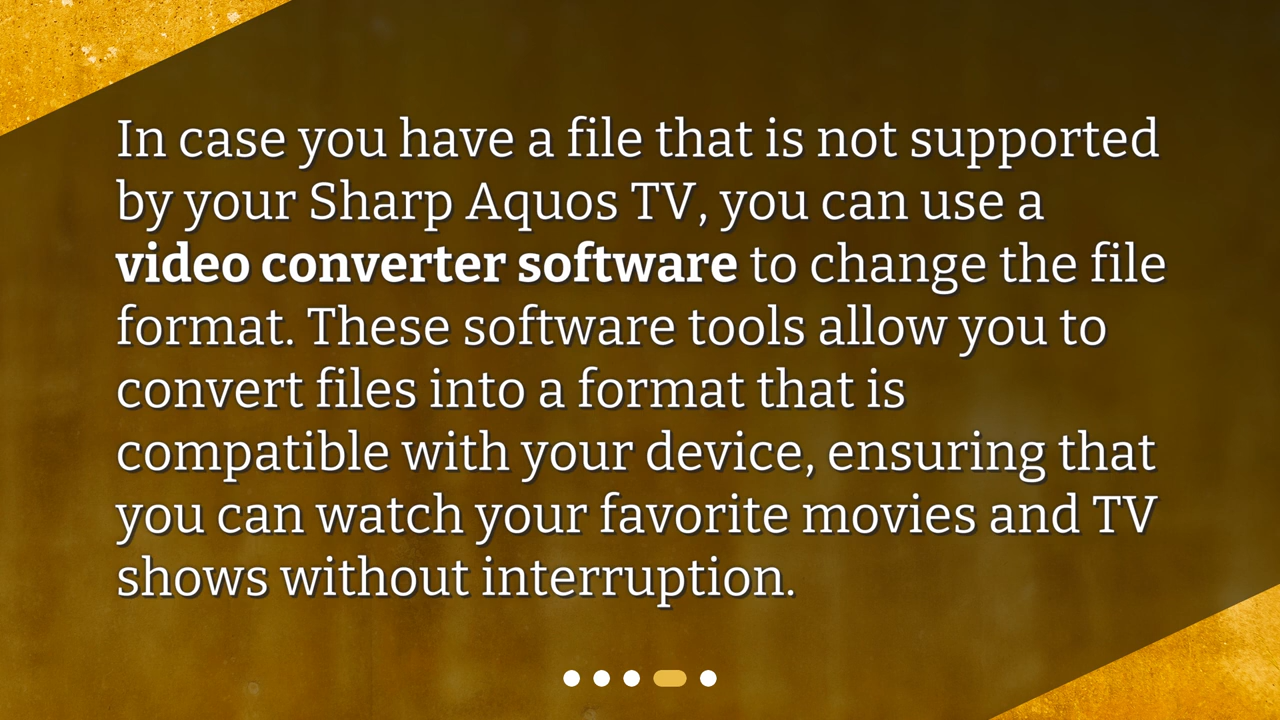 In case you have a file that is not supported
by your Sharp Aquos TV, you can use a
video converter software to change the file
format. These software tools allow you to
convert files into a format that is
compatible with your device, ensuring that
you can watch your favorite movies and TV
shows without interruption.